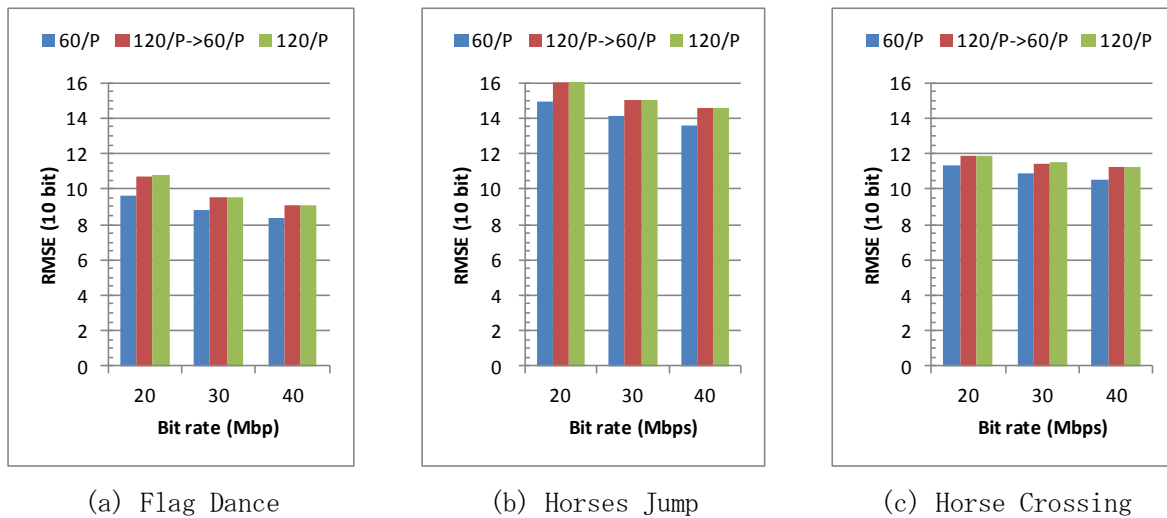 60/P 120/P->60/P 120/P
16
14
12
10
8
6
4
2
0
RMSE (10 bit)
20 30 40
Bit rate (Mbp)
(a) Flag Dance
60/P 120/P->60/P 120/P
16
14
12
10
8
6
4
2
0
RMSE (10 bit)
20 30 40
Bit rate (Mbps)
(b) Horses Jump
60/P 120/P->60/P 120/P
16
14
12
10
8
6
4
2
0
RMSE (10 bit)
20 30 40
Bit rate (Mbps)
(c) Horse Crossing